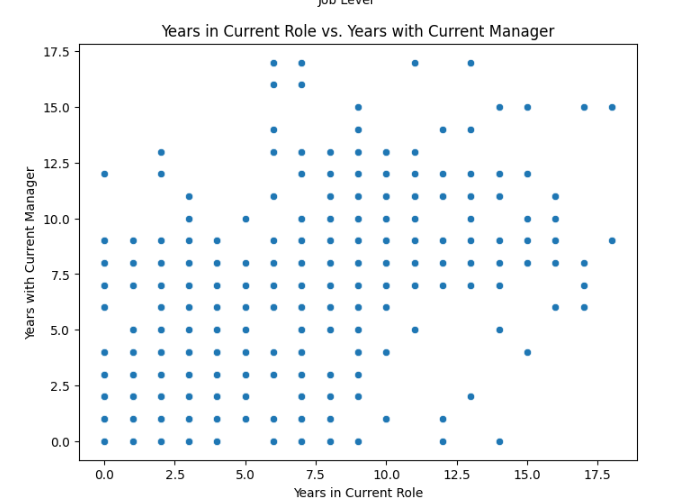 Job Level
Years in Current Role vs. Years with Current Manager
17.5
15.0
12.5
10.0
7.5
5.0
2.5
0.0
Years with Current Manager
0.0 2.5 5.0 7.5 10.0 12.5 15.0 17.5
Years in Current Role